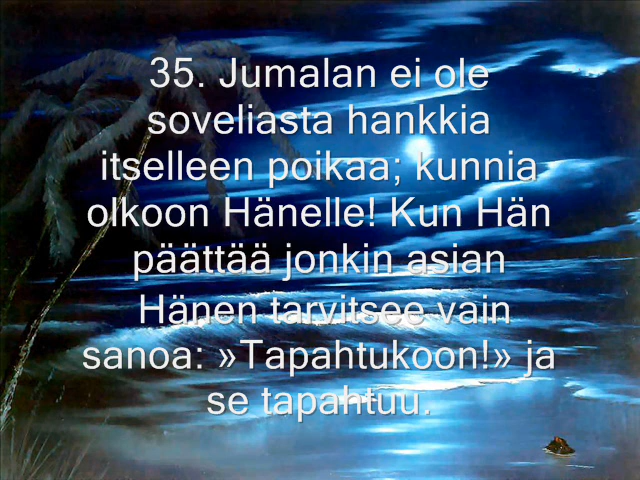 35. Jumalan ei ole
soveliasta hankkia
itselleen poikaa; kunnia
olkoon Hänelle! Kun Hän
päättää jonkin asian
Hänen tarvitsee vain
sanoa: »Tapahtukoon!» ja
se tapahtuu.